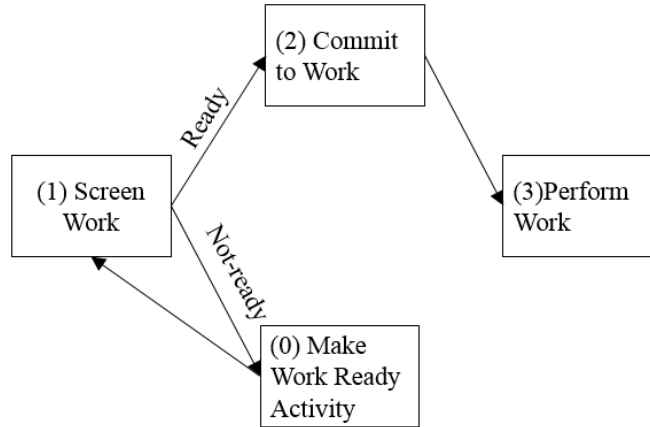 (2) Commit
to Work
Ready
(1) Screen
Work
(3)Perform
Work
Not-ready
(0) Make
Work Ready
Activity